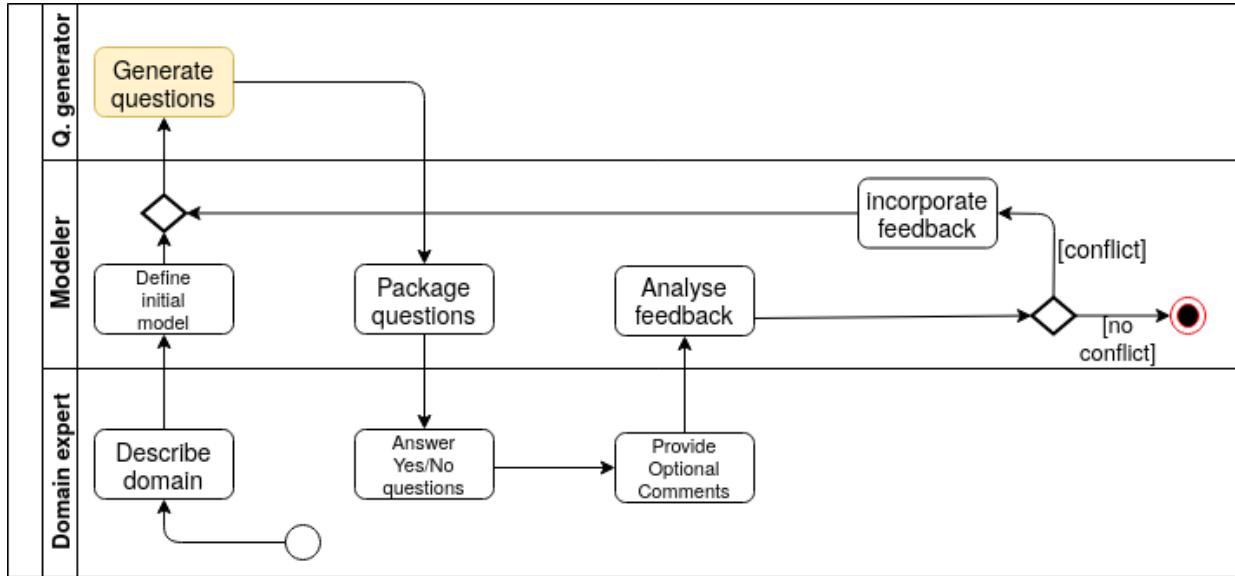 Q. generator
Generate
questions
Modeler
Define
initial
model
Package
questions
Analyse
feedback
incorporate
feedback
[conflict]
[no
conflict]
Domain expert
Describe
domain
Answer
Yes/No
questions
Provide
Optional
Comments